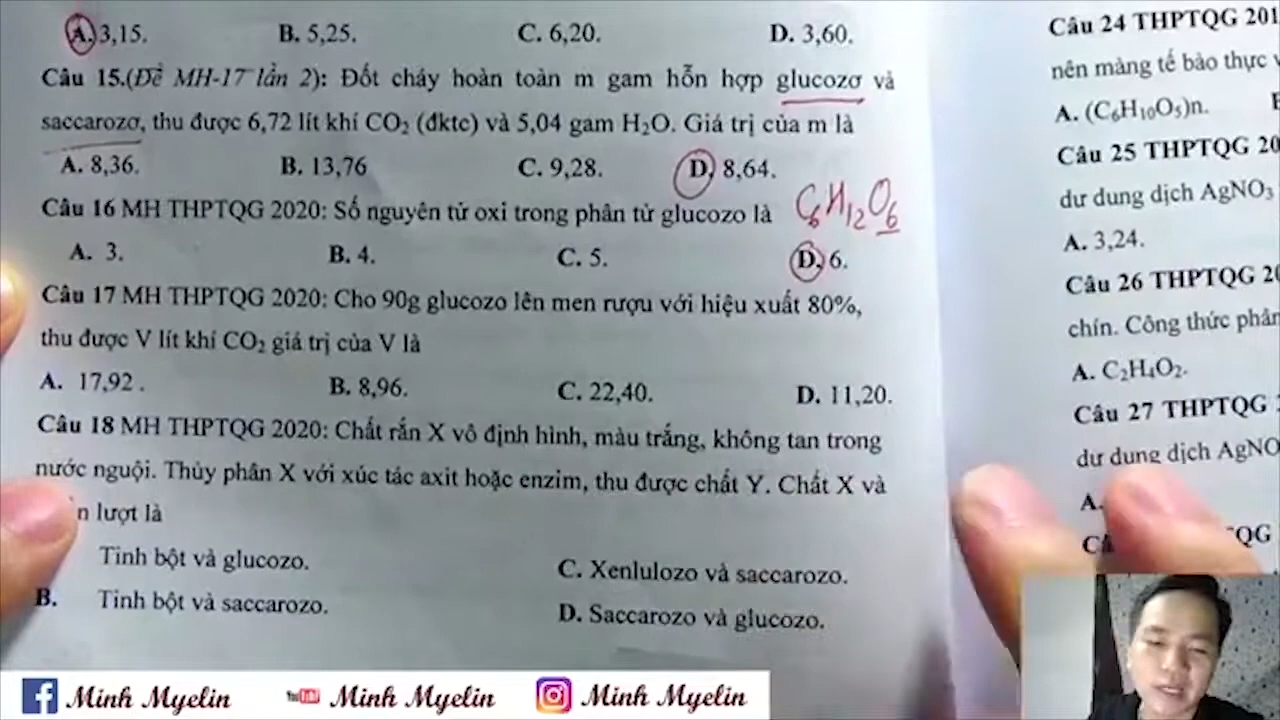 A. 3,15. B. 5,25. C. 6,20. D. 3,60.
Câu 15.(Đề MH-17 lần 2): Đốt cháy hoàn toàn m gam hỗn hợp glucozơ và
saccarozơ, thu được 6,72 lít khí CO₂ (đktc) và 5,04 gam H₂O. Giá trị của m là
A. 8,36. B. 13,76 C. 9,28. D. 8,64.
C₆H₁₂O₆
Câu 16 MH THPTQG 2020: Số nguyên tử oxi trong phân tử glucozo là
A. 3. B. 4. C. 5. D. 6.
Câu 17 MH THPTQG 2020: Cho 90g glucozo lên men rượu với hiệu xuất 80%,
thu được V lít khí CO₂ giá trị của V là
A. 17,92 . B. 8,96. C. 22,40. D. 11,20.
Câu 18 MH THPTQG 2020: Chất rắn X vô định hình, màu trắng, không tan trong
nước nguội. Thủy phân X với xúc tác axit hoặc enzim, thu được chất Y. Chất X và
lượt là
Tinh bột và glucozo. C. Xenlulozo và saccarozo.
B. Tinh bột và saccarozo. D. Saccarozo và glucozo.
Câu 24 THPTQG 201
nên màng tế bào thực
A. (C₆H₁₀O₅)n.
Câu 25 THPTQG 20
dư dung dịch AgNO₃
A. 3,24.
Câu 26 THPTQG 20
chín. Công thức phân
A. C₂H₄O₂.
Câu 27 THPTQG
dư dung dịch AgNO
A.
QG
Minh Myelin YouTube Minh Myelin Minh Myelin